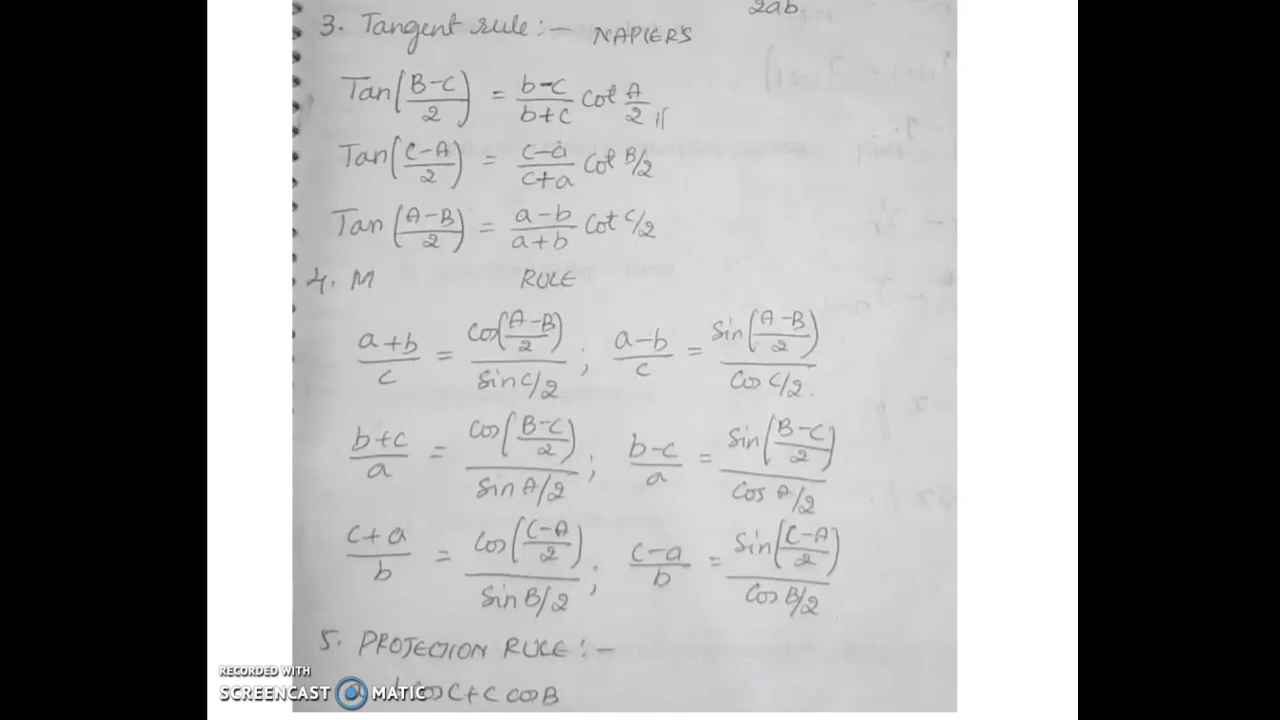 2ab
3. Tangent rule :- NAPIERS
Tan((B-C)/2) = (b-c)/(b+c) cot A/2 //
Tan((C-A)/2) = (c-a)/(c+a) cot B/2
Tan((A-B)/2) = (a-b)/(a+b) cot C/2
4. M RULE
(a+b)/c = cos((A-B)/2)/sin C/2 ; (a-b)/c = sin((A-B)/2)/cos C/2.
(b+c)/a = cos((B-C)/2)/sin A/2 ; (b-c)/a = sin((B-C)/2)/cos A/2
(c+a)/b = cos((C-A)/2)/sin B/2 ; (c-a)/b = sin((C-A)/2)/cos B/2
5. PROJECTION RULE :-
cos C + c cos B
RECORDED WITH
SCREENCAST MATIC